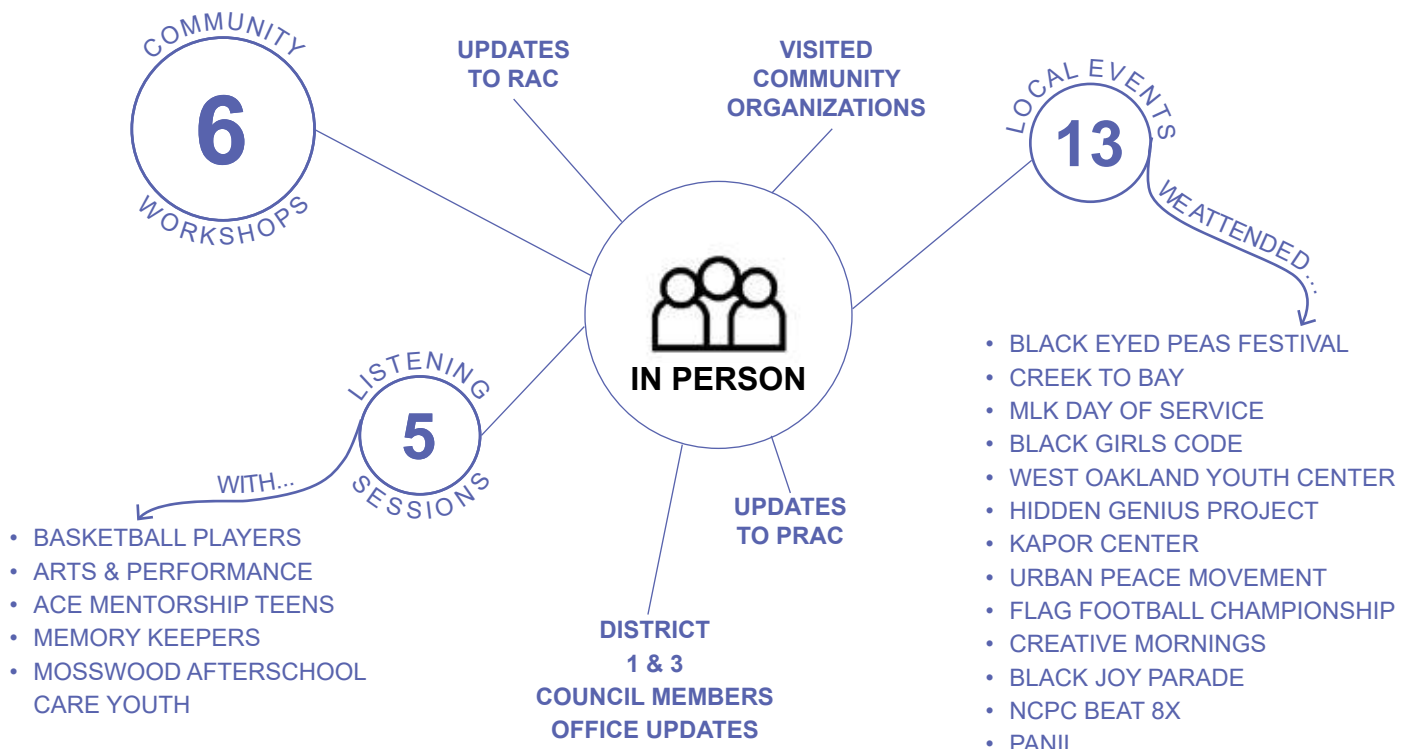 COMMUNITY
6
WORKSHOPS
UPDATES
TO RAC
VISITED
COMMUNITY
ORGANIZATIONS
LOCAL EVENTS
13
WE ATTENDED....
IN PERSON
LISTENING
5
SESSIONS
WITH...
• BASKETBALL PLAYERS
• ARTS & PERFORMANCE
• ACE MENTORSHIP TEENS
• MEMORY KEEPERS
• MOSSWOOD AFTERSCHOOL
CARE YOUTH
DISTRICT
1 & 3
COUNCIL MEMBERS
OFFICE UPDATES
UPDATES
TO PRAC
• BLACK EYED PEAS FESTIVAL
• CREEK TO BAY
• MLK DAY OF SERVICE
• BLACK GIRLS CODE
• WEST OAKLAND YOUTH CENTER
• HIDDEN GENIUS PROJECT
• KAPOR CENTER
• URBAN PEACE MOVEMENT
• FLAG FOOTBALL CHAMPIONSHIP
• CREATIVE MORNINGS
• BLACK JOY PARADE
• NCPC BEAT 8X